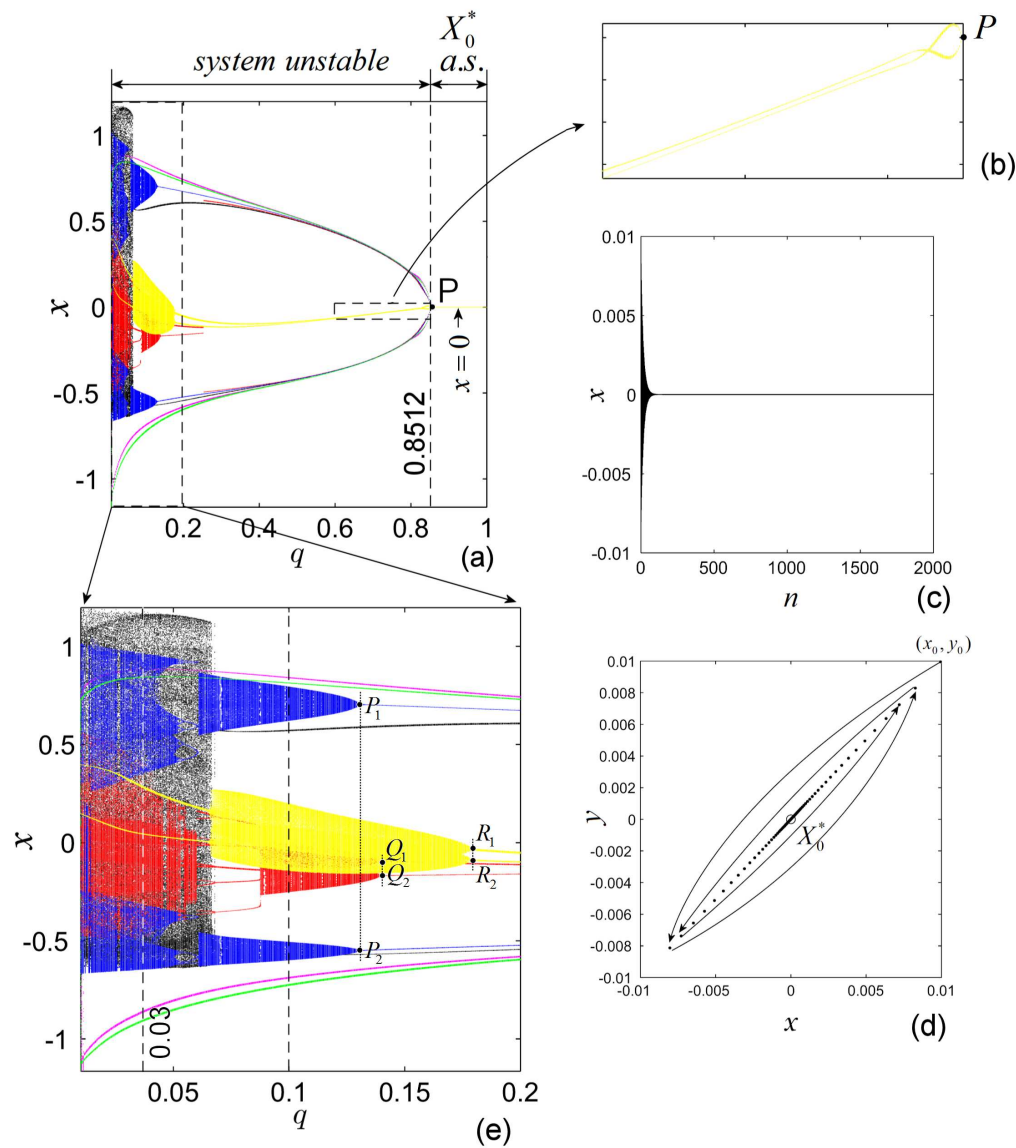 X*0
system unstable
a.s.
1
0.5
0
-0.5
-1
x
P
x = 0
0.8512
0.2
0.4
0.6
0.8
1
q
(a)
P
(b)
0.01
0.005
0
-0.005
-0.01
x
0
500
1000
1500
2000
n
(c)
(x0, y0)
0.01
0.008
0.006
0.004
0.002
0
-0.002
-0.004
-0.006
-0.008
-0.01
y
X*0
-0.01
-0.005
0
0.005
0.01
x
(d)
1
0.5
0
-0.5
-1
x
P1
Q1
Q2
R1
R2
P2
0.03
0.05
0.1
0.15
0.2
q
(e)